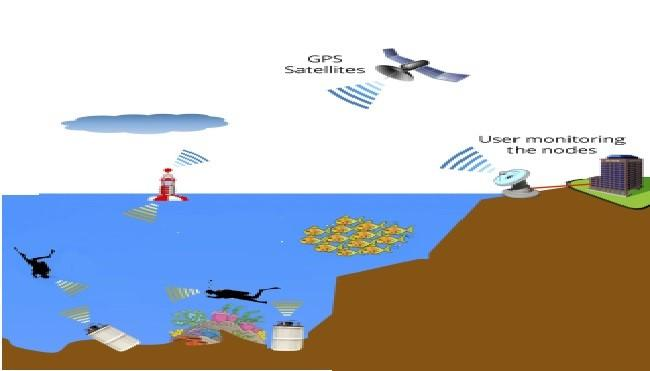 GPS
Satellites
User monitoring
the nodes